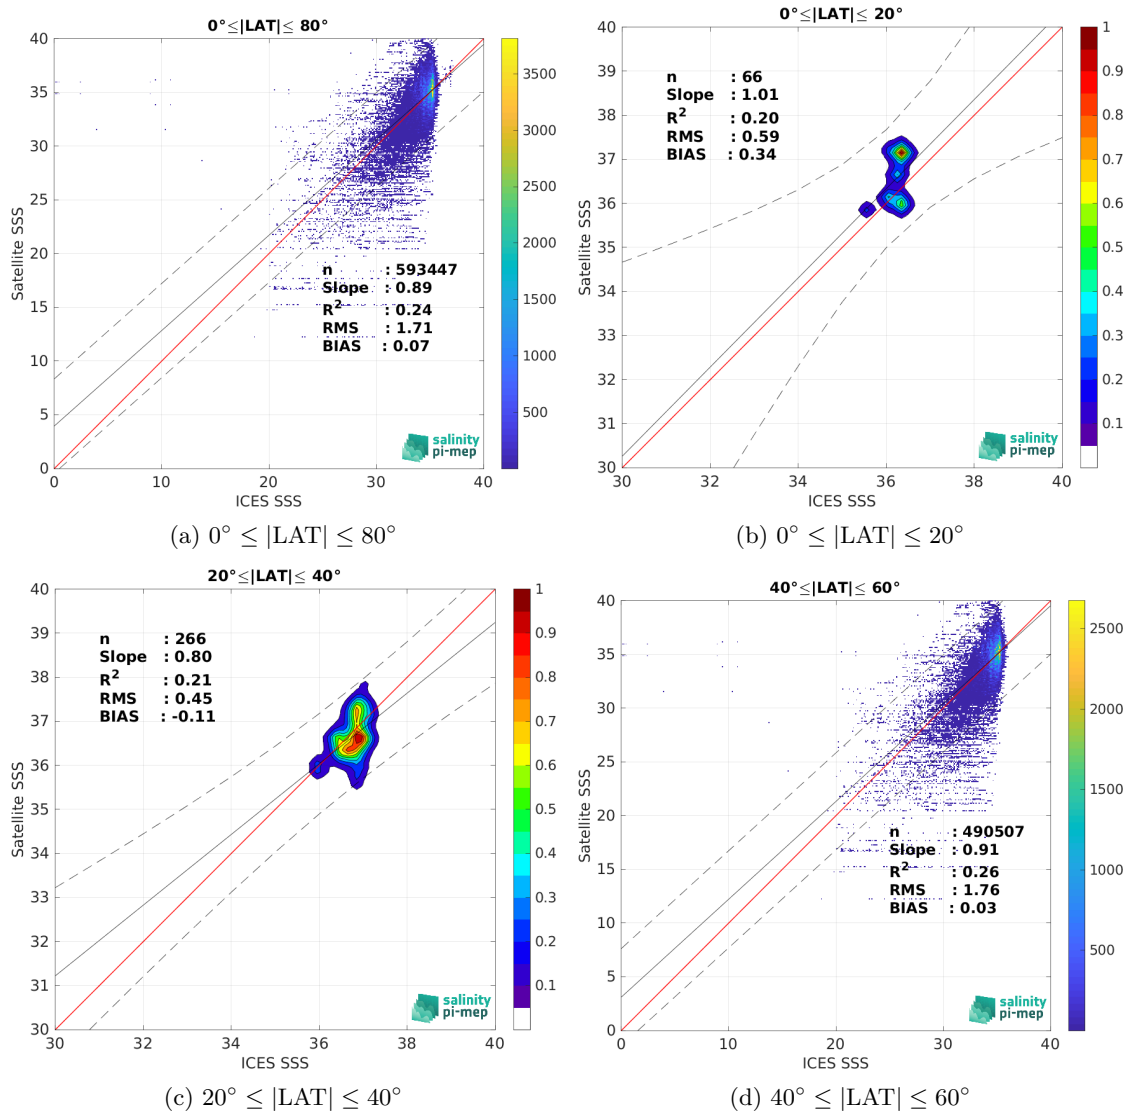 0°≤|LAT|≤ 80°
40
35
30
25
20
15
10
5
0
0
10
20
30
40
Satellite SSS
ICES SSS
n : 593447
Slope : 0.89
R2 : 0.24
RMS : 1.71
BIAS : 0.07
salinity
pi-mep
3500
3000
2500
2000
1500
1000
500
(a) 0° ≤ |LAT| ≤ 80°
0°≤|LAT|≤ 20°
40
39
38
37
36
35
34
33
32
31
30
30
32
34
36
38
40
Satellite SSS
ICES SSS
n : 66
Slope : 1.01
R2 : 0.20
RMS : 0.59
BIAS : 0.34
salinity
pi-mep
1
0.9
0.8
0.7
0.6
0.5
0.4
0.3
0.2
0.1
(b) 0° ≤ |LAT| ≤ 20°
20°≤|LAT|≤ 40°
40
39
38
37
36
35
34
33
32
31
30
30
32
34
36
38
40
Satellite SSS
ICES SSS
n : 266
Slope : 0.80
R2 : 0.21
RMS : 0.45
BIAS : -0.11
salinity
pi-mep
1
0.9
0.8
0.7
0.6
0.5
0.4
0.3
0.2
0.1
(c) 20° ≤ |LAT| ≤ 40°
40°≤|LAT|≤ 60°
40
35
30
25
20
15
10
5
0
0
10
20
30
40
Satellite SSS
ICES SSS
n : 490507
Slope : 0.91
R2 : 0.26
RMS : 1.76
BIAS : 0.03
salinity
pi-mep
2500
2000
1500
1000
500
(d) 40° ≤ |LAT| ≤ 60°